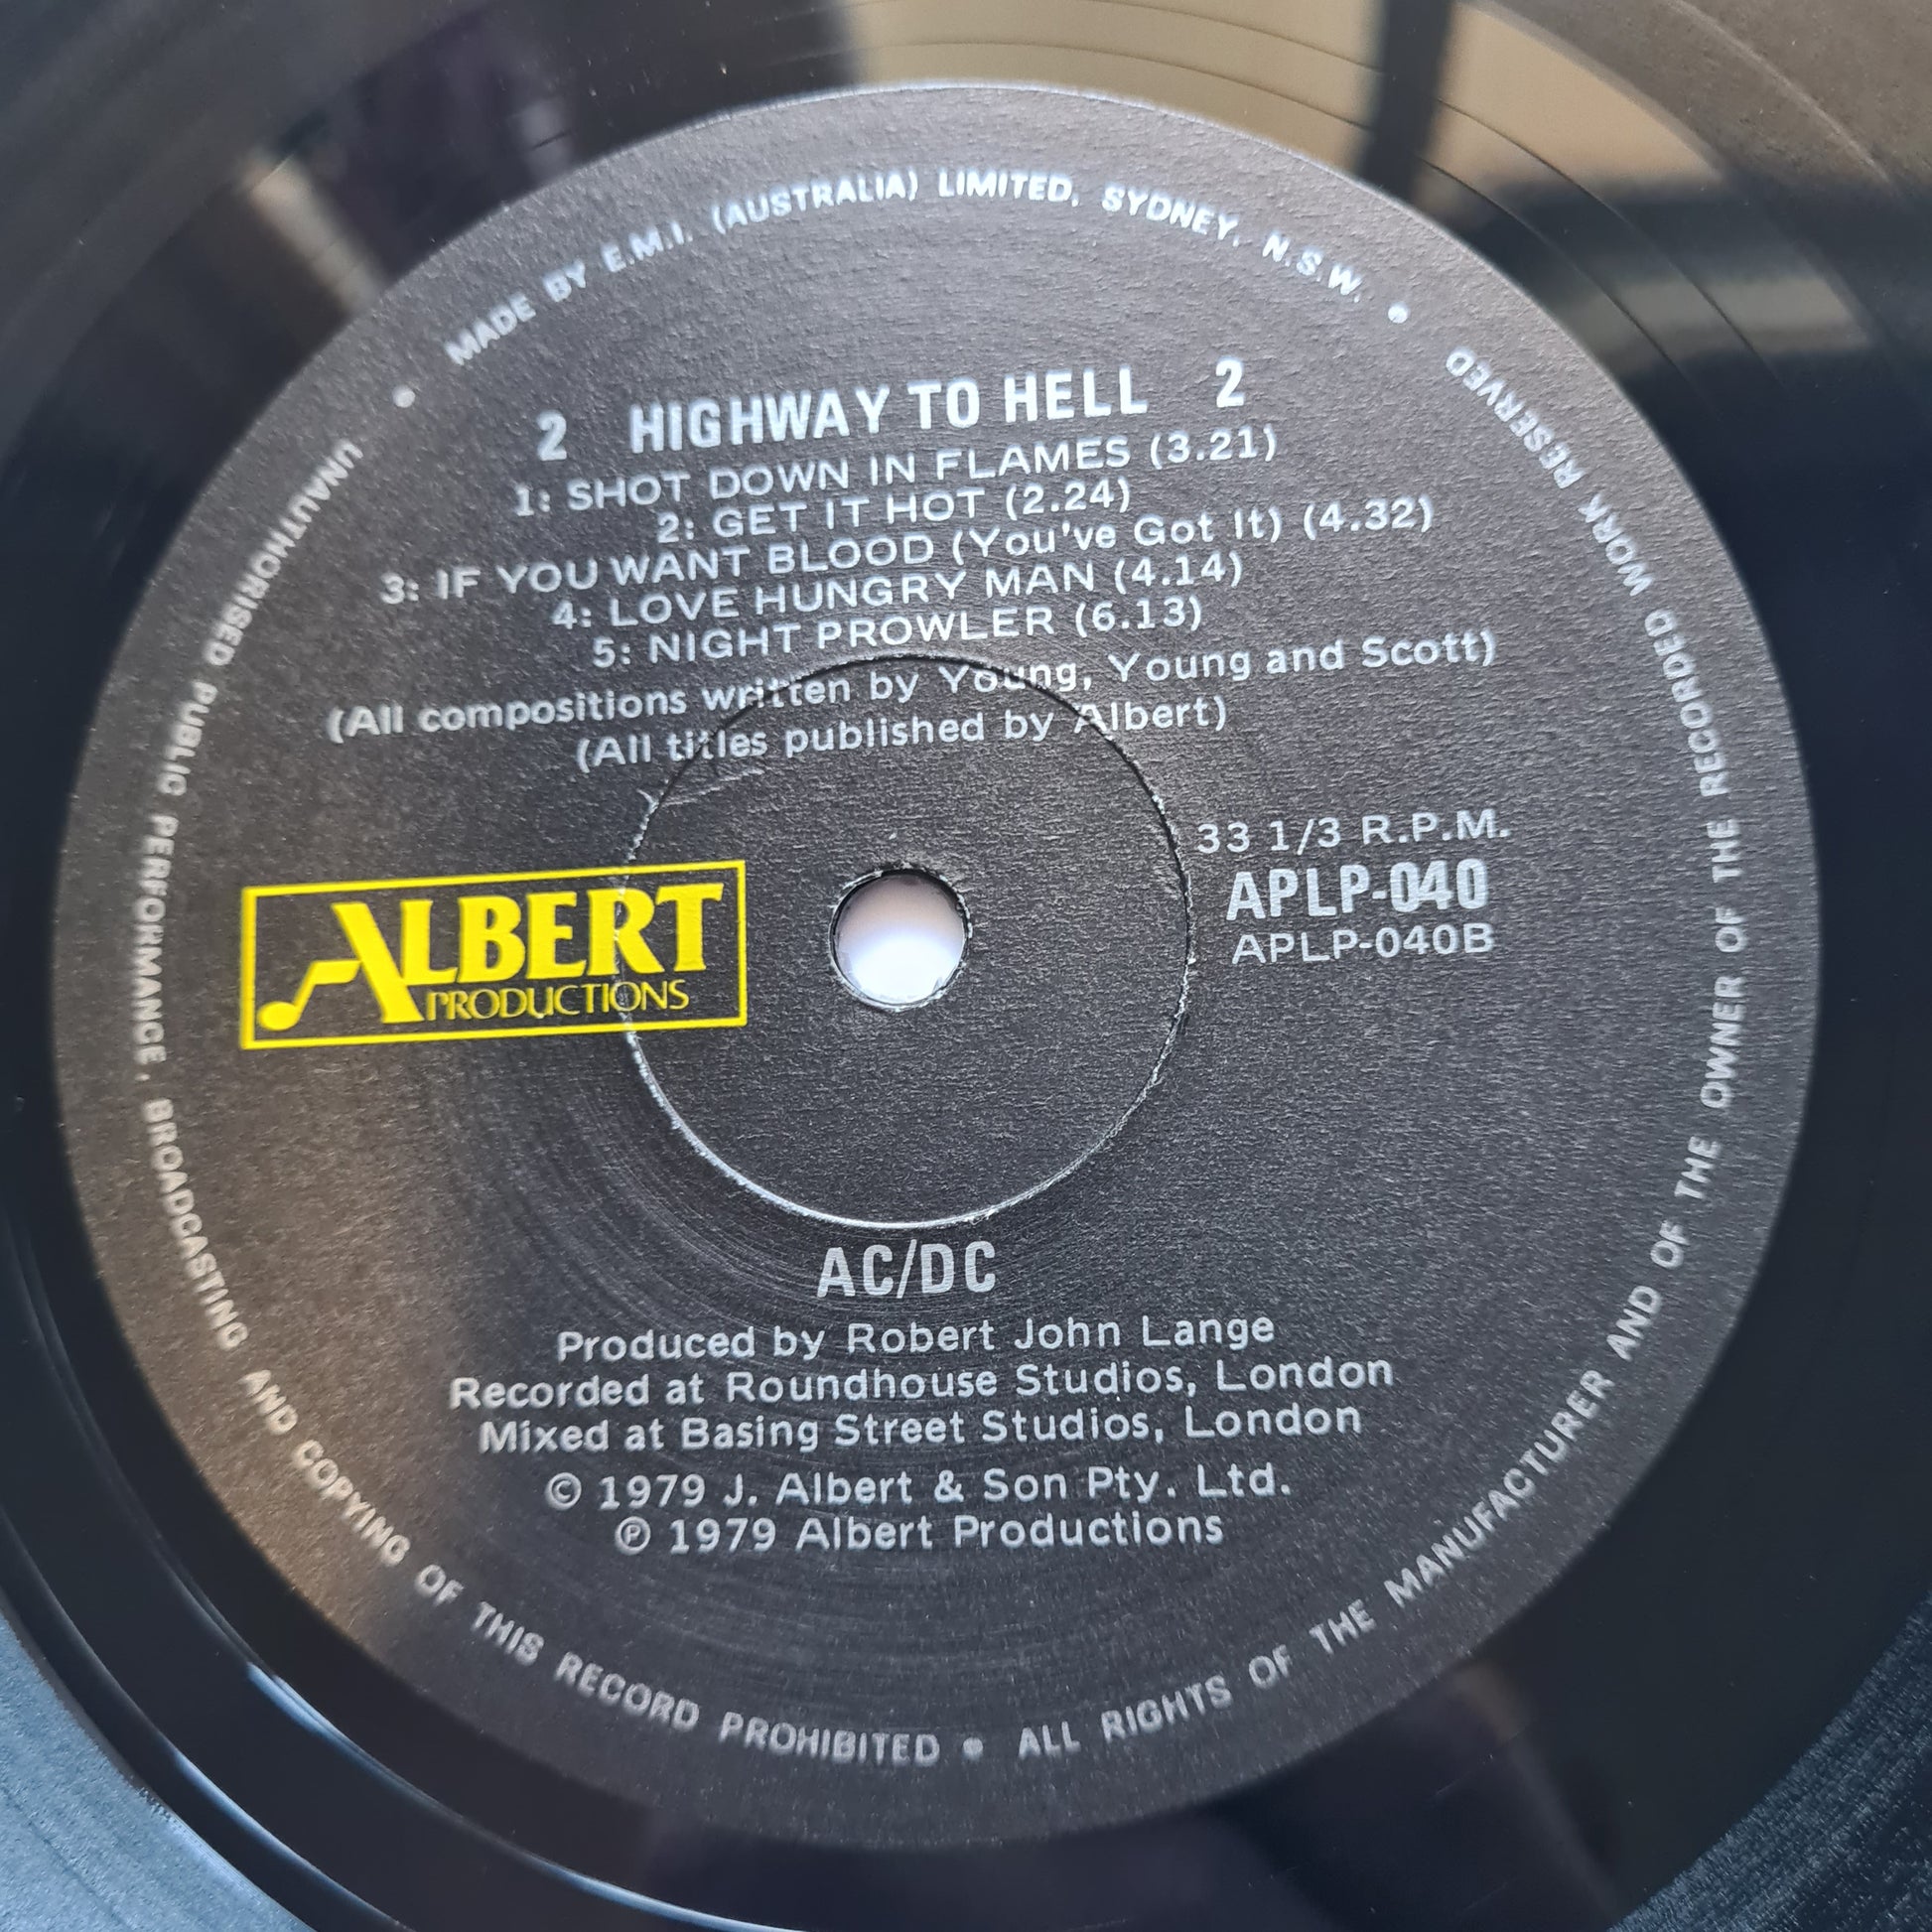 MADE BY E.M.I. (AUSTRALIA) LIMITED, SYDNEY, N.S.W. •
2 HIGHWAY TO HELL 2
1: SHOT DOWN IN FLAMES (3.21)
2: GET IT HOT (2.24)
3: IF YOU WANT BLOOD (You've Got It) (4.32)
4: LOVE HUNGRY MAN (4.14)
5: NIGHT PROWLER (6.13)
(All compositions written by Young, Young and Scott)
(All titles published by Albert)
33 1/3 R.P.M.
APLP-040
APLP-040B
ALBERT
PRODUCTIONS
AC/DC
Produced by Robert John Lange
Recorded at Roundhouse Studios, London
Mixed at Basing Street Studios, London
© 1979 J. Albert & Son Pty. Ltd.
℗ 1979 Albert Productions
• UNAUTHORISED PUBLIC PERFORMANCE, BROADCASTING AND COPYING OF THIS RECORD PROHIBITED • ALL RIGHTS OF THE MANUFACTURER AND OF THE OWNER OF THE RECORDED WORK RESERVED